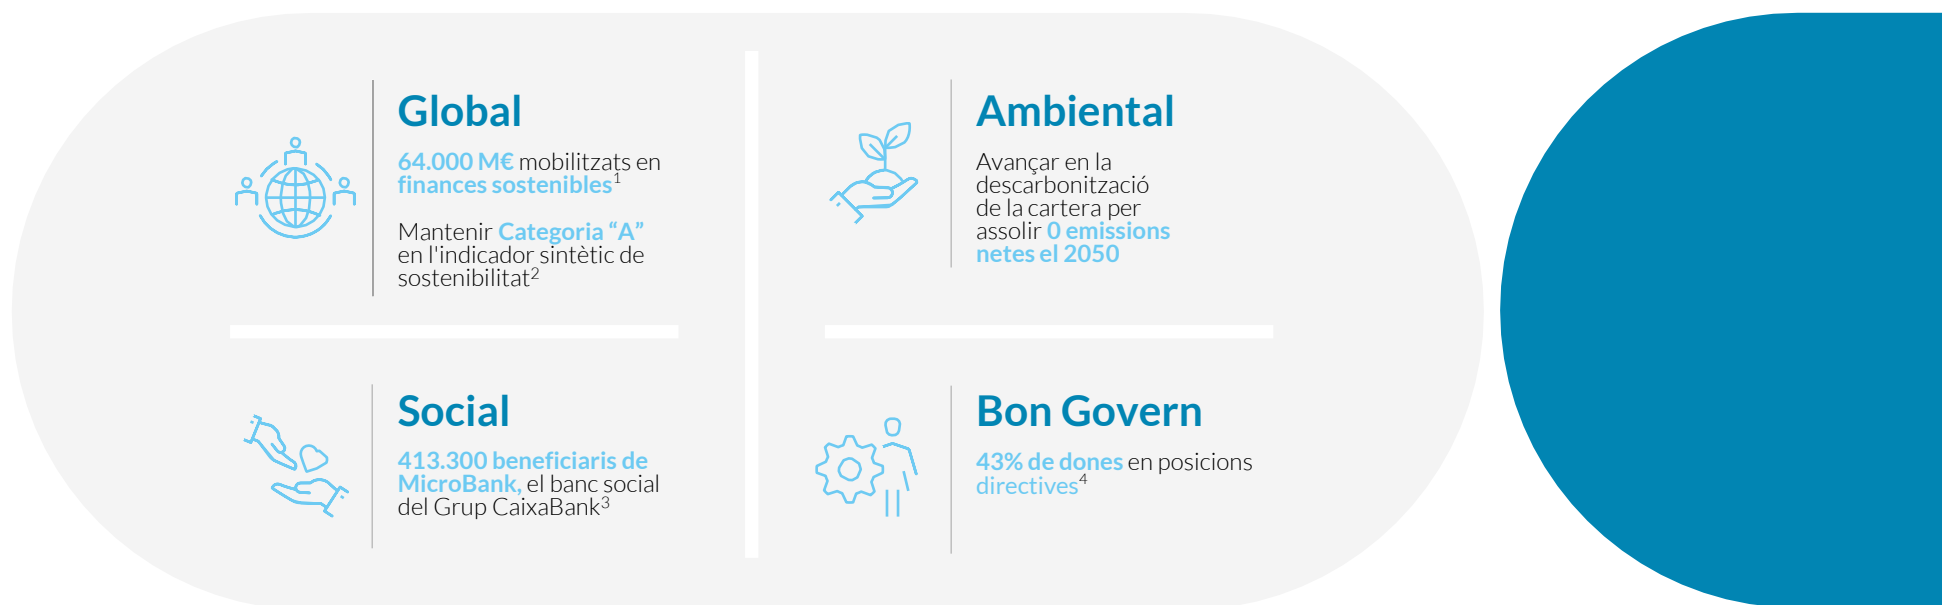 Global
64.000 M€ mobilitzats en
finances sostenibles¹
Mantenir Categoria “A”
en l'indicador sintètic de
sostenibilitat²
Ambiental
Avançar en la
descarbonització
de la cartera per
assolir 0 emissions
netes el 2050
Social
413.300 beneficiaris de
MicroBank, el banc social
del Grup CaixaBank³
Bon Govern
43% de dones en posicions
directives⁴